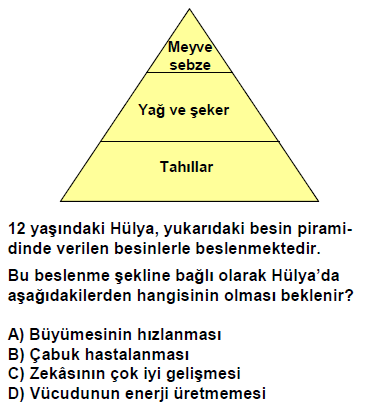 Meyve
sebze
Yağ ve şeker
Tahıllar
12 yaşındaki Hülya, yukarıdaki besin pirami-
dinde verilen besinlerle beslenmektedir.
Bu beslenme şekline bağlı olarak Hülya’da
aşağıdakilerden hangisinin olması beklenir?
A) Büyümesinin hızlanması
B) Çabuk hastalanması
C) Zekâsının çok iyi gelişmesi
D) Vücudunun enerji üretmemesi